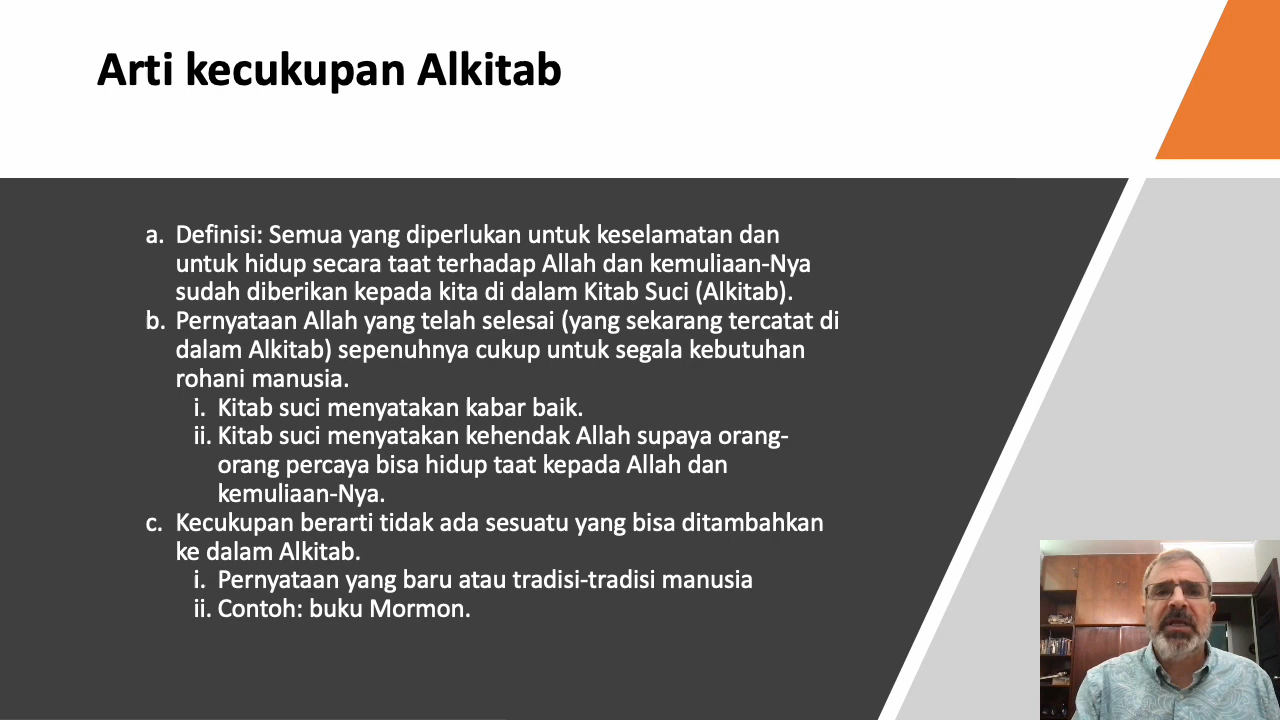 Arti kecukupan Alkitab
a. Definisi: Semua yang diperlukan untuk keselamatan dan
untuk hidup secara taat terhadap Allah dan kemuliaan-Nya
sudah diberikan kepada kita di dalam Kitab Suci (Alkitab).
b. Pernyataan Allah yang telah selesai (yang sekarang tercatat di
dalam Alkitab) sepenuhnya cukup untuk segala kebutuhan
rohani manusia.
i. Kitab suci menyatakan kabar baik.
ii. Kitab suci menyatakan kehendak Allah supaya orang-
orang percaya bisa hidup taat kepada Allah dan
kemuliaan-Nya.
c. Kecukupan berarti tidak ada sesuatu yang bisa ditambahkan
ke dalam Alkitab.
i. Pernyataan yang baru atau tradisi-tradisi manusia
ii. Contoh: buku Mormon.